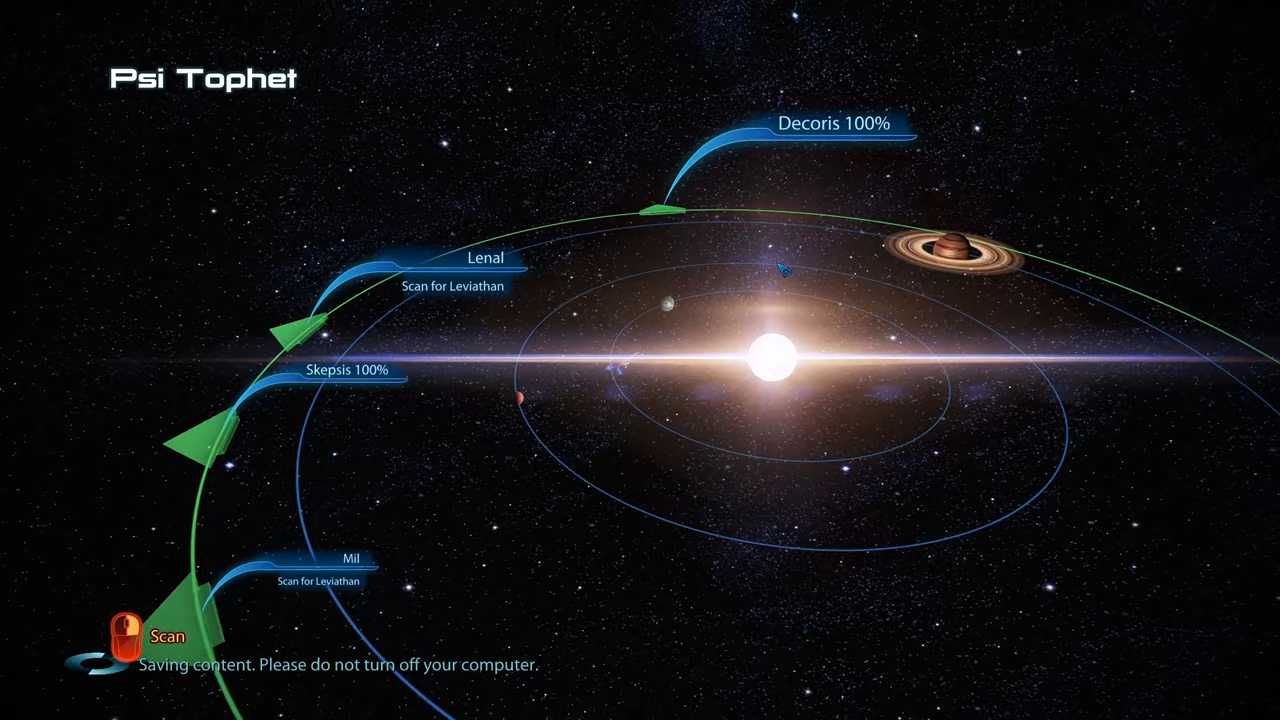 Psi Tophet
Decoris 100%
Lenal
Scan for Leviathan
Skepsis 100%
Mil
Scan for Leviathan
Scan
Saving content. Please do not turn off your computer.